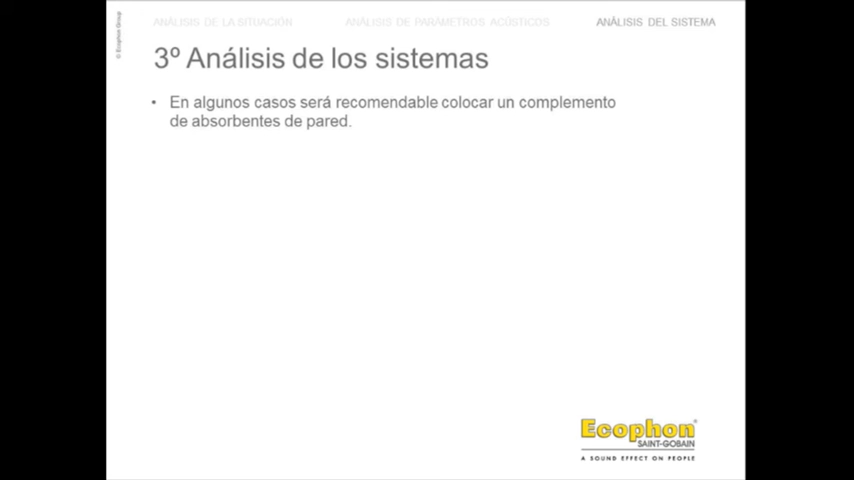 © Ecophon Group
ANÁLISIS DE LA SITUACIÓN ANÁLISIS DE PARÁMETROS ACÚSTICOS ANÁLISIS DEL SISTEMA
3º Análisis de los sistemas
• En algunos casos será recomendable colocar un complemento
de absorbentes de pared.
Ecophon®
SAINT-GOBAIN
A SOUND EFFECT ON PEOPLE